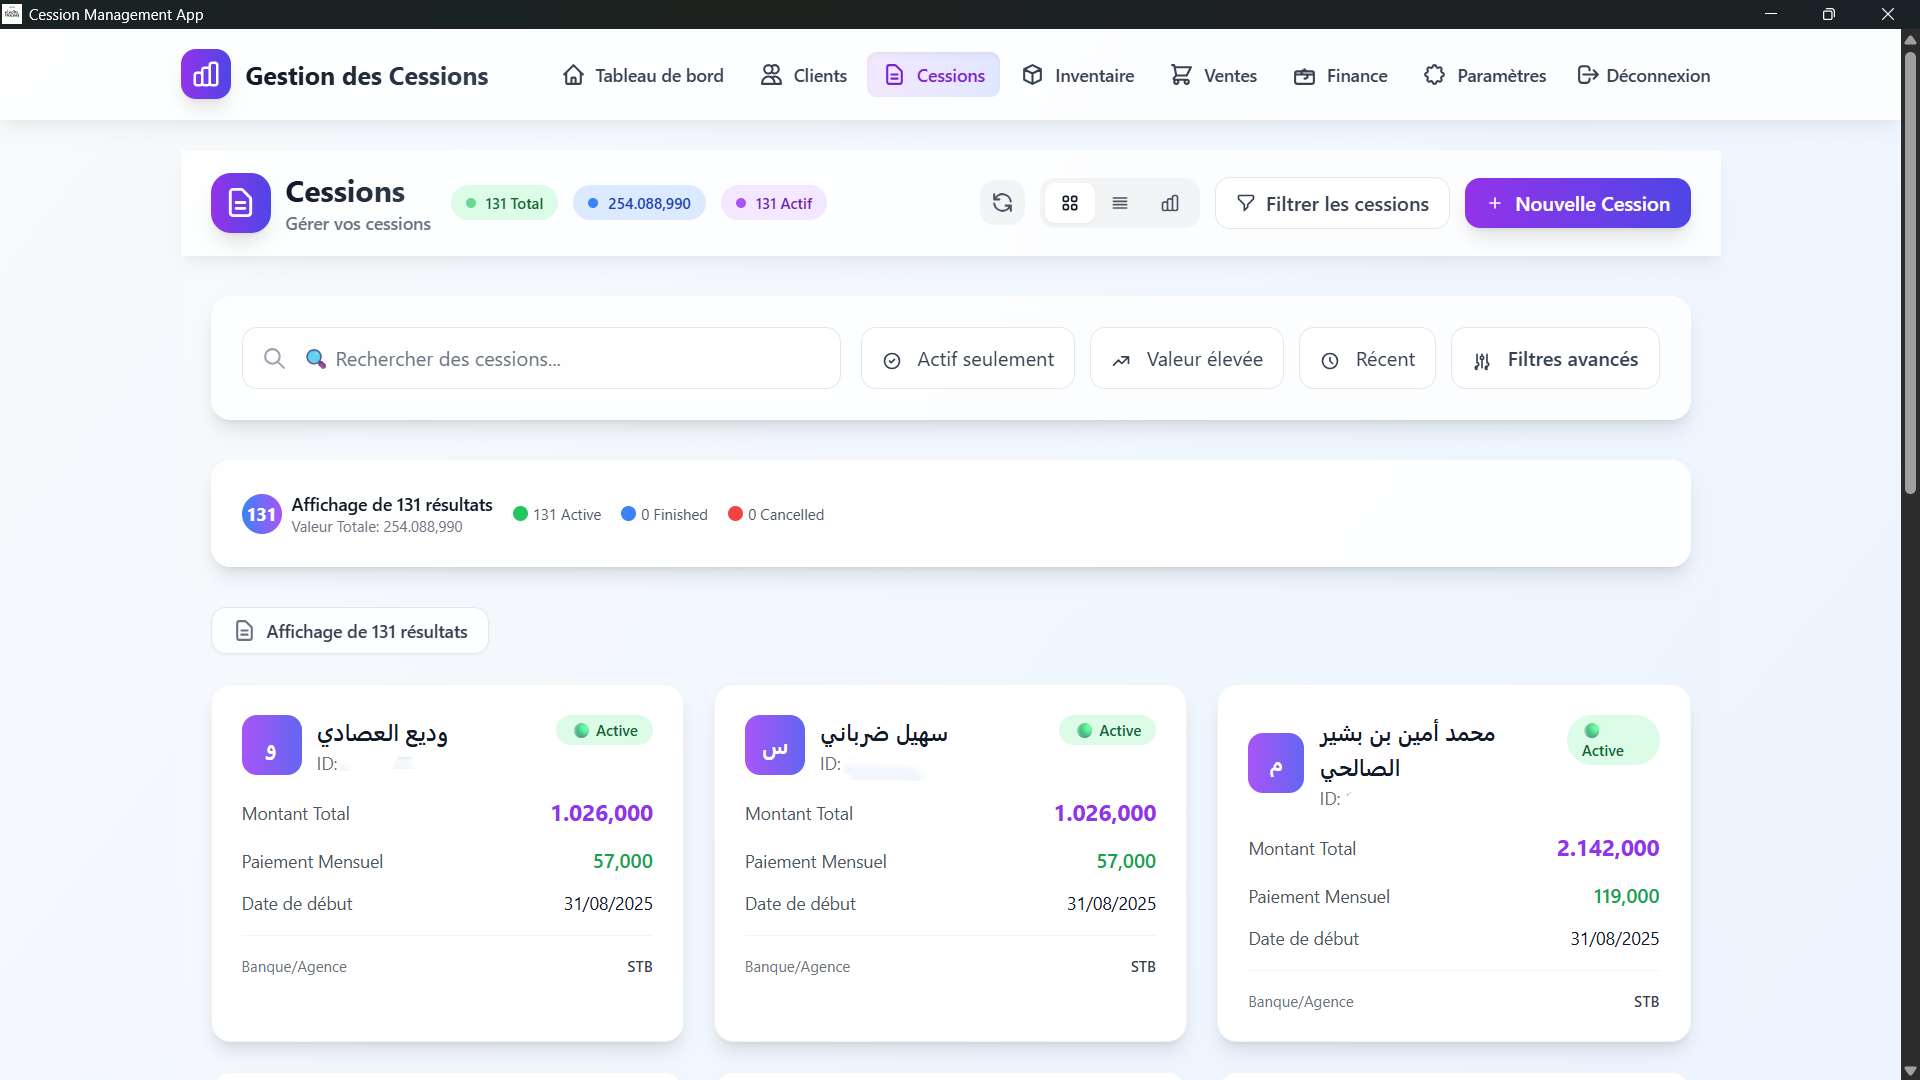 Cession Management App
Gestion des Cessions
Tableau de bord
Clients
Cessions
Inventaire
Ventes
Finance
Paramètres
Déconnexion
Cessions
Gérer vos cessions
131 Total
254.088,990
131 Actif
Filtrer les cessions
+ Nouvelle Cession
Rechercher des cessions...
Actif seulement
Valeur élevée
Récent
Filtres avancés
131
Affichage de 131 résultats
Valeur Totale: 254.088,990
131 Active
0 Finished
0 Cancelled
Affichage de 131 résultats
و
وديع العصادي
ID:
Active
Montant Total
1.026,000
Paiement Mensuel
57,000
Date de début
31/08/2025
Banque/Agence
STB
س
سهيل ضرباني
ID:
Active
Montant Total
1.026,000
Paiement Mensuel
57,000
Date de début
31/08/2025
Banque/Agence
STB
م
محمد أمين بن بشير
الصالحي
ID:
Active
Montant Total
2.142,000
Paiement Mensuel
119,000
Date de début
31/08/2025
Banque/Agence
STB